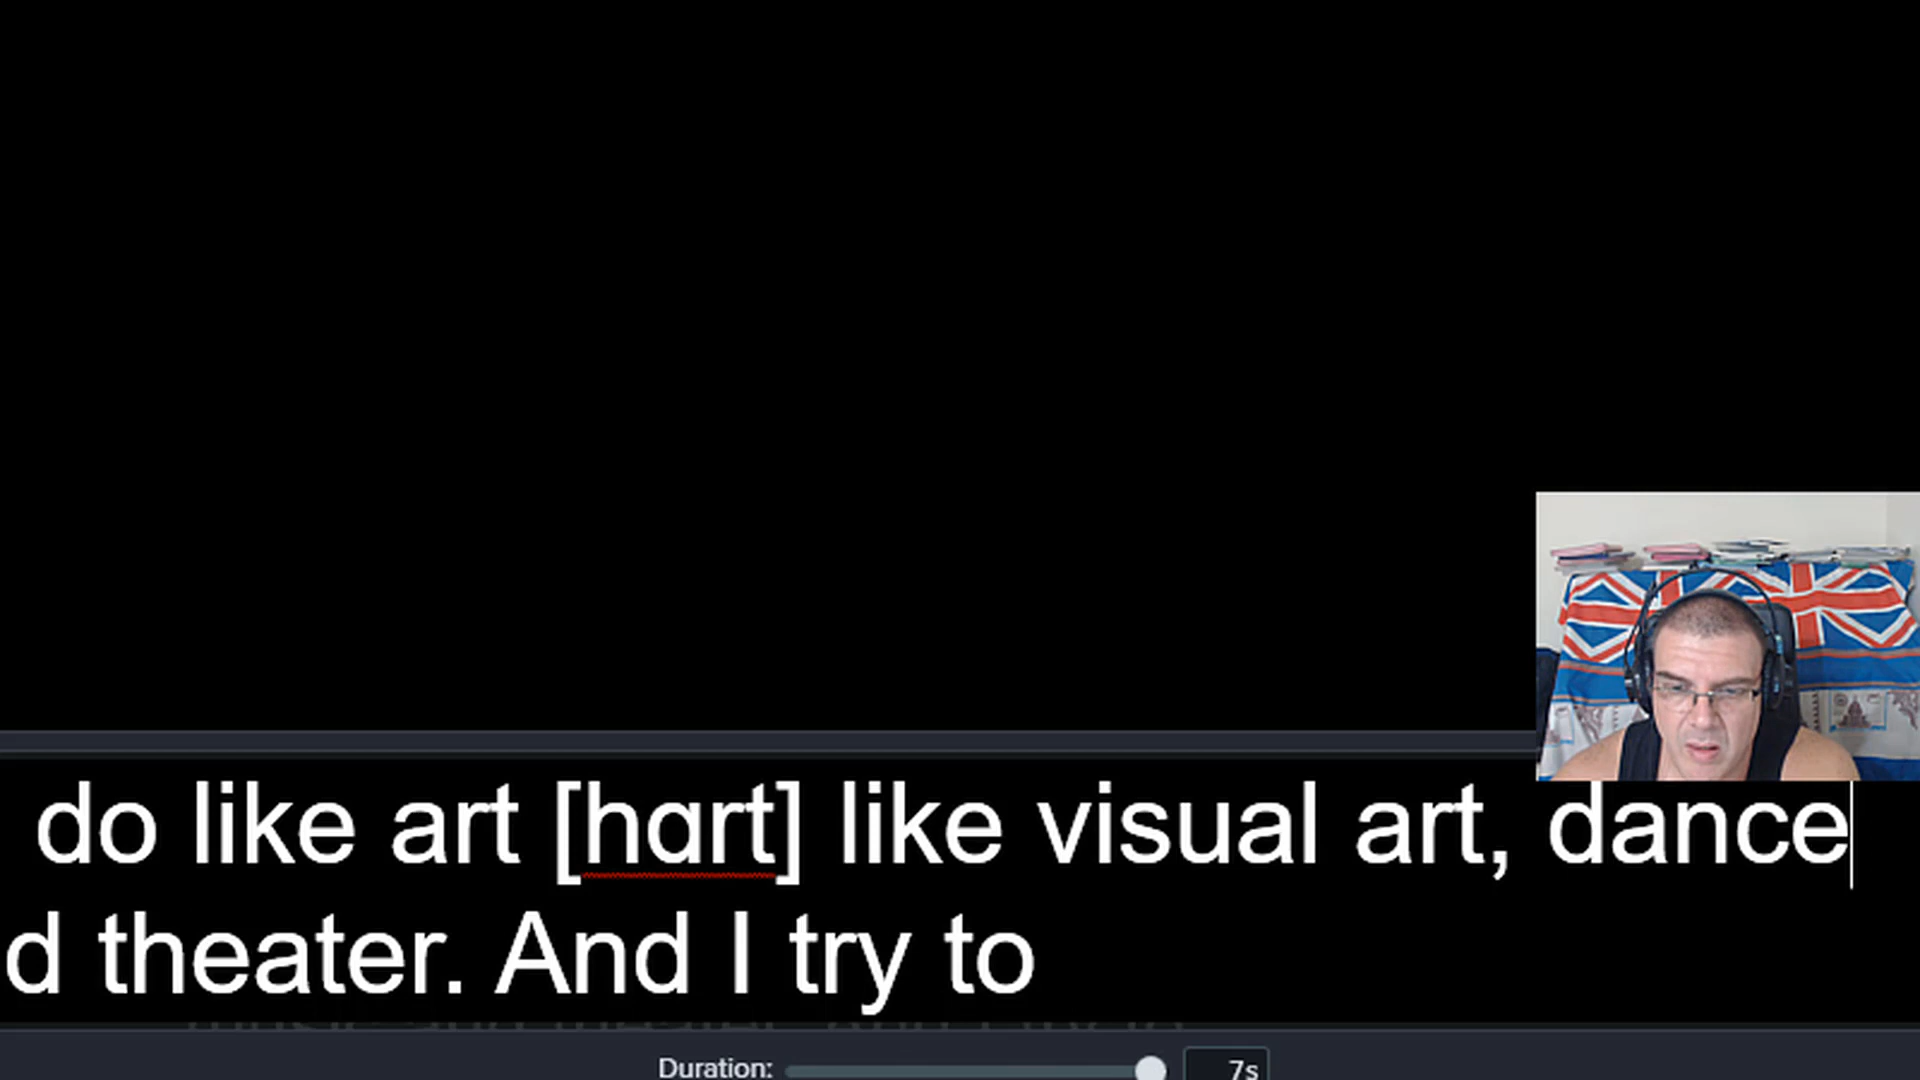 do like art [hɑrt] like visual art, dance
d theater. And I try to
Duration: 7s